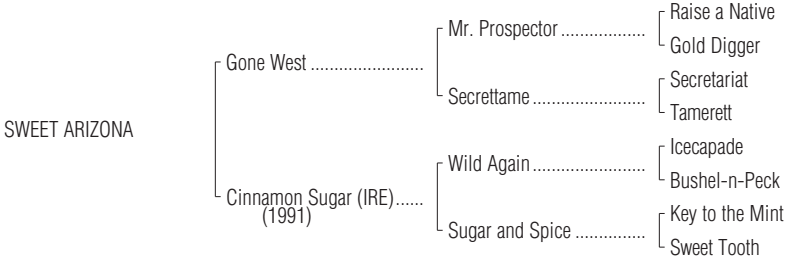 Raise a Native
Mr. Prospector ..................
Gold Digger
Gone West ........................
Secretariat
Secrettame ........................
Tamerett
SWEET ARIZONA
Icecapade
Wild Again ........................
Bushel-n-Peck
Cinnamon Sugar (IRE) ......
(1991)
Key to the Mint
Sugar and Spice ...............
Sweet Tooth